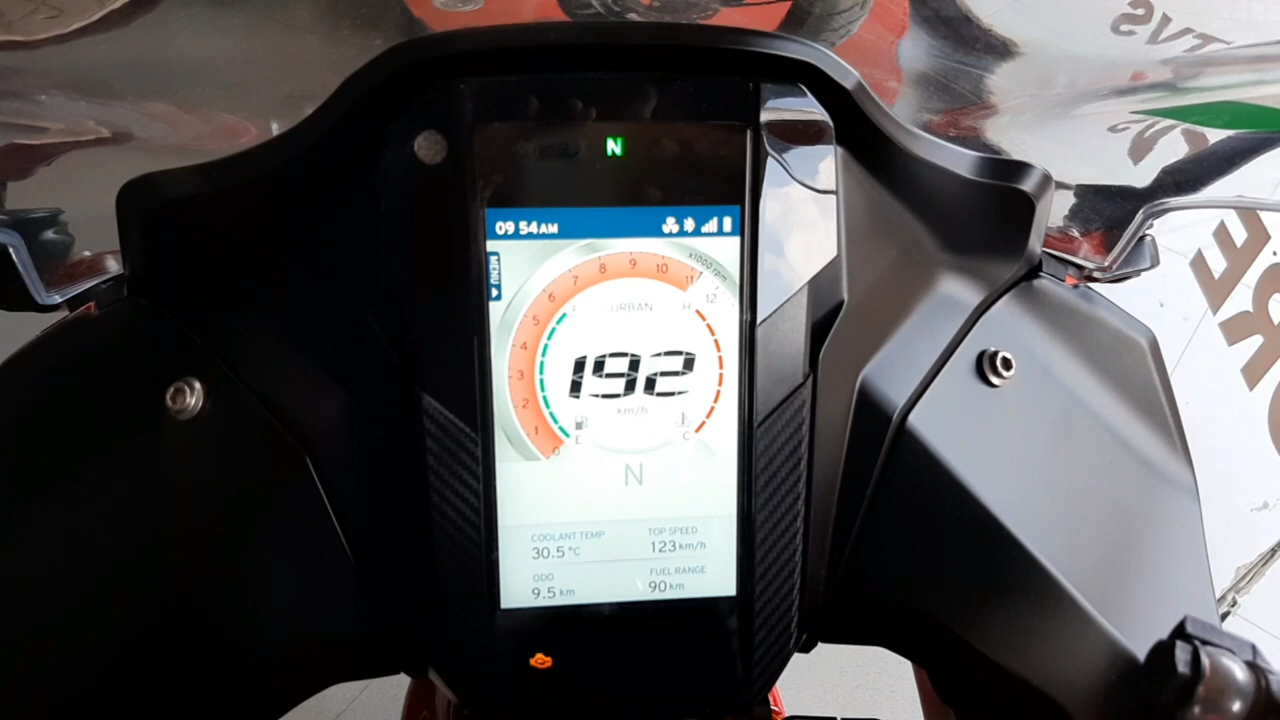 TVS
N
09 54AM
MENU
x1000 rpm
0 1 2 3 4 5 6 7 8 9 10 11 12
URBAN
H
192
km/h
E
C
N
COOLANT TEMP
30.5 °C
TOP SPEED
123 km/h
ODO
9.5 km
FUEL RANGE
90 km